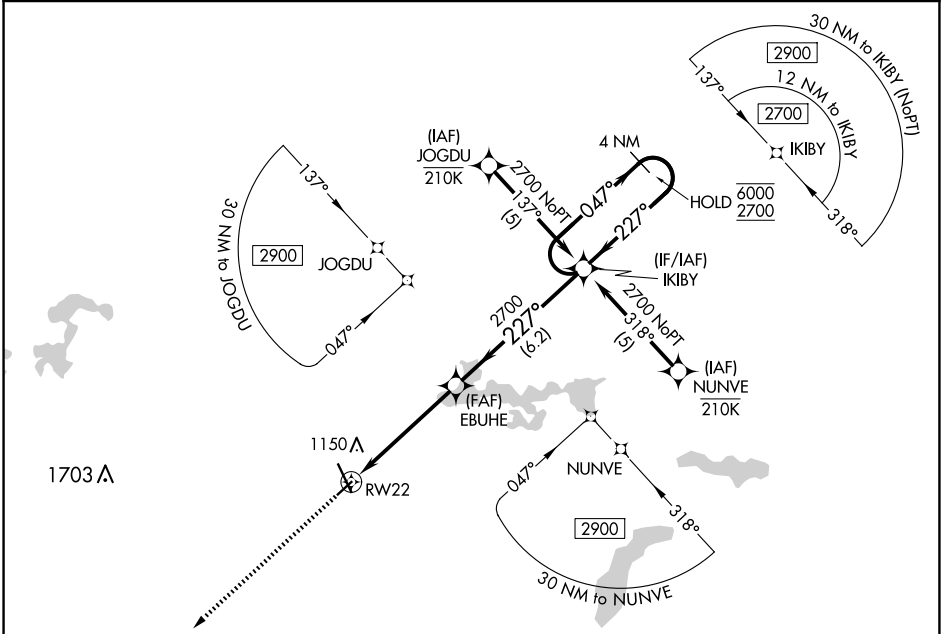 30 NM to IKIBY (NoPT)
2900
12 NM to IKIBY
2700
137°
IKIBY
318°
(IAF)
JOGDU
210K
2700 NoPT
137°
(5)
4 NM
047°
227°
HOLD 6000
2700
137°
30 NM to JOGDU
2900
JOGDU
047°
(IF/IAF)
IKIBY
2700
227°
(6.2)
2700 NoPT
318°
(5)
(IAF)
NUNVE
210K
(FAF)
EBUHE
1150
RW22
1703
047°
NUNVE
318°
2900
30 NM to NUNVE